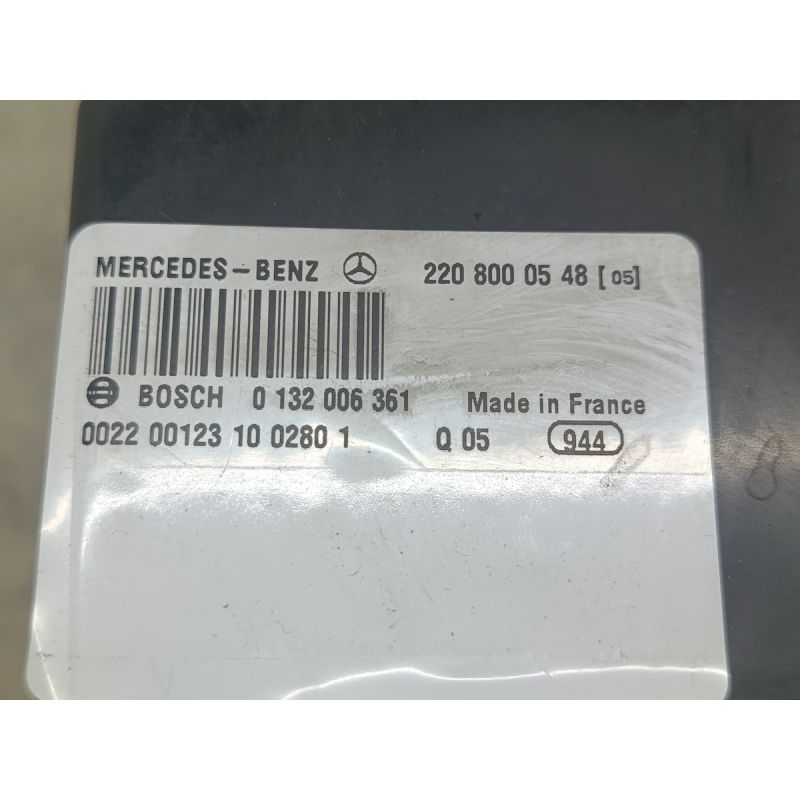 MERCEDES-BENZ 220 800 05 48 [05]
BOSCH 0 132 006 361 Made in France
0022 00123 10 0280 1 Q 05 944
8